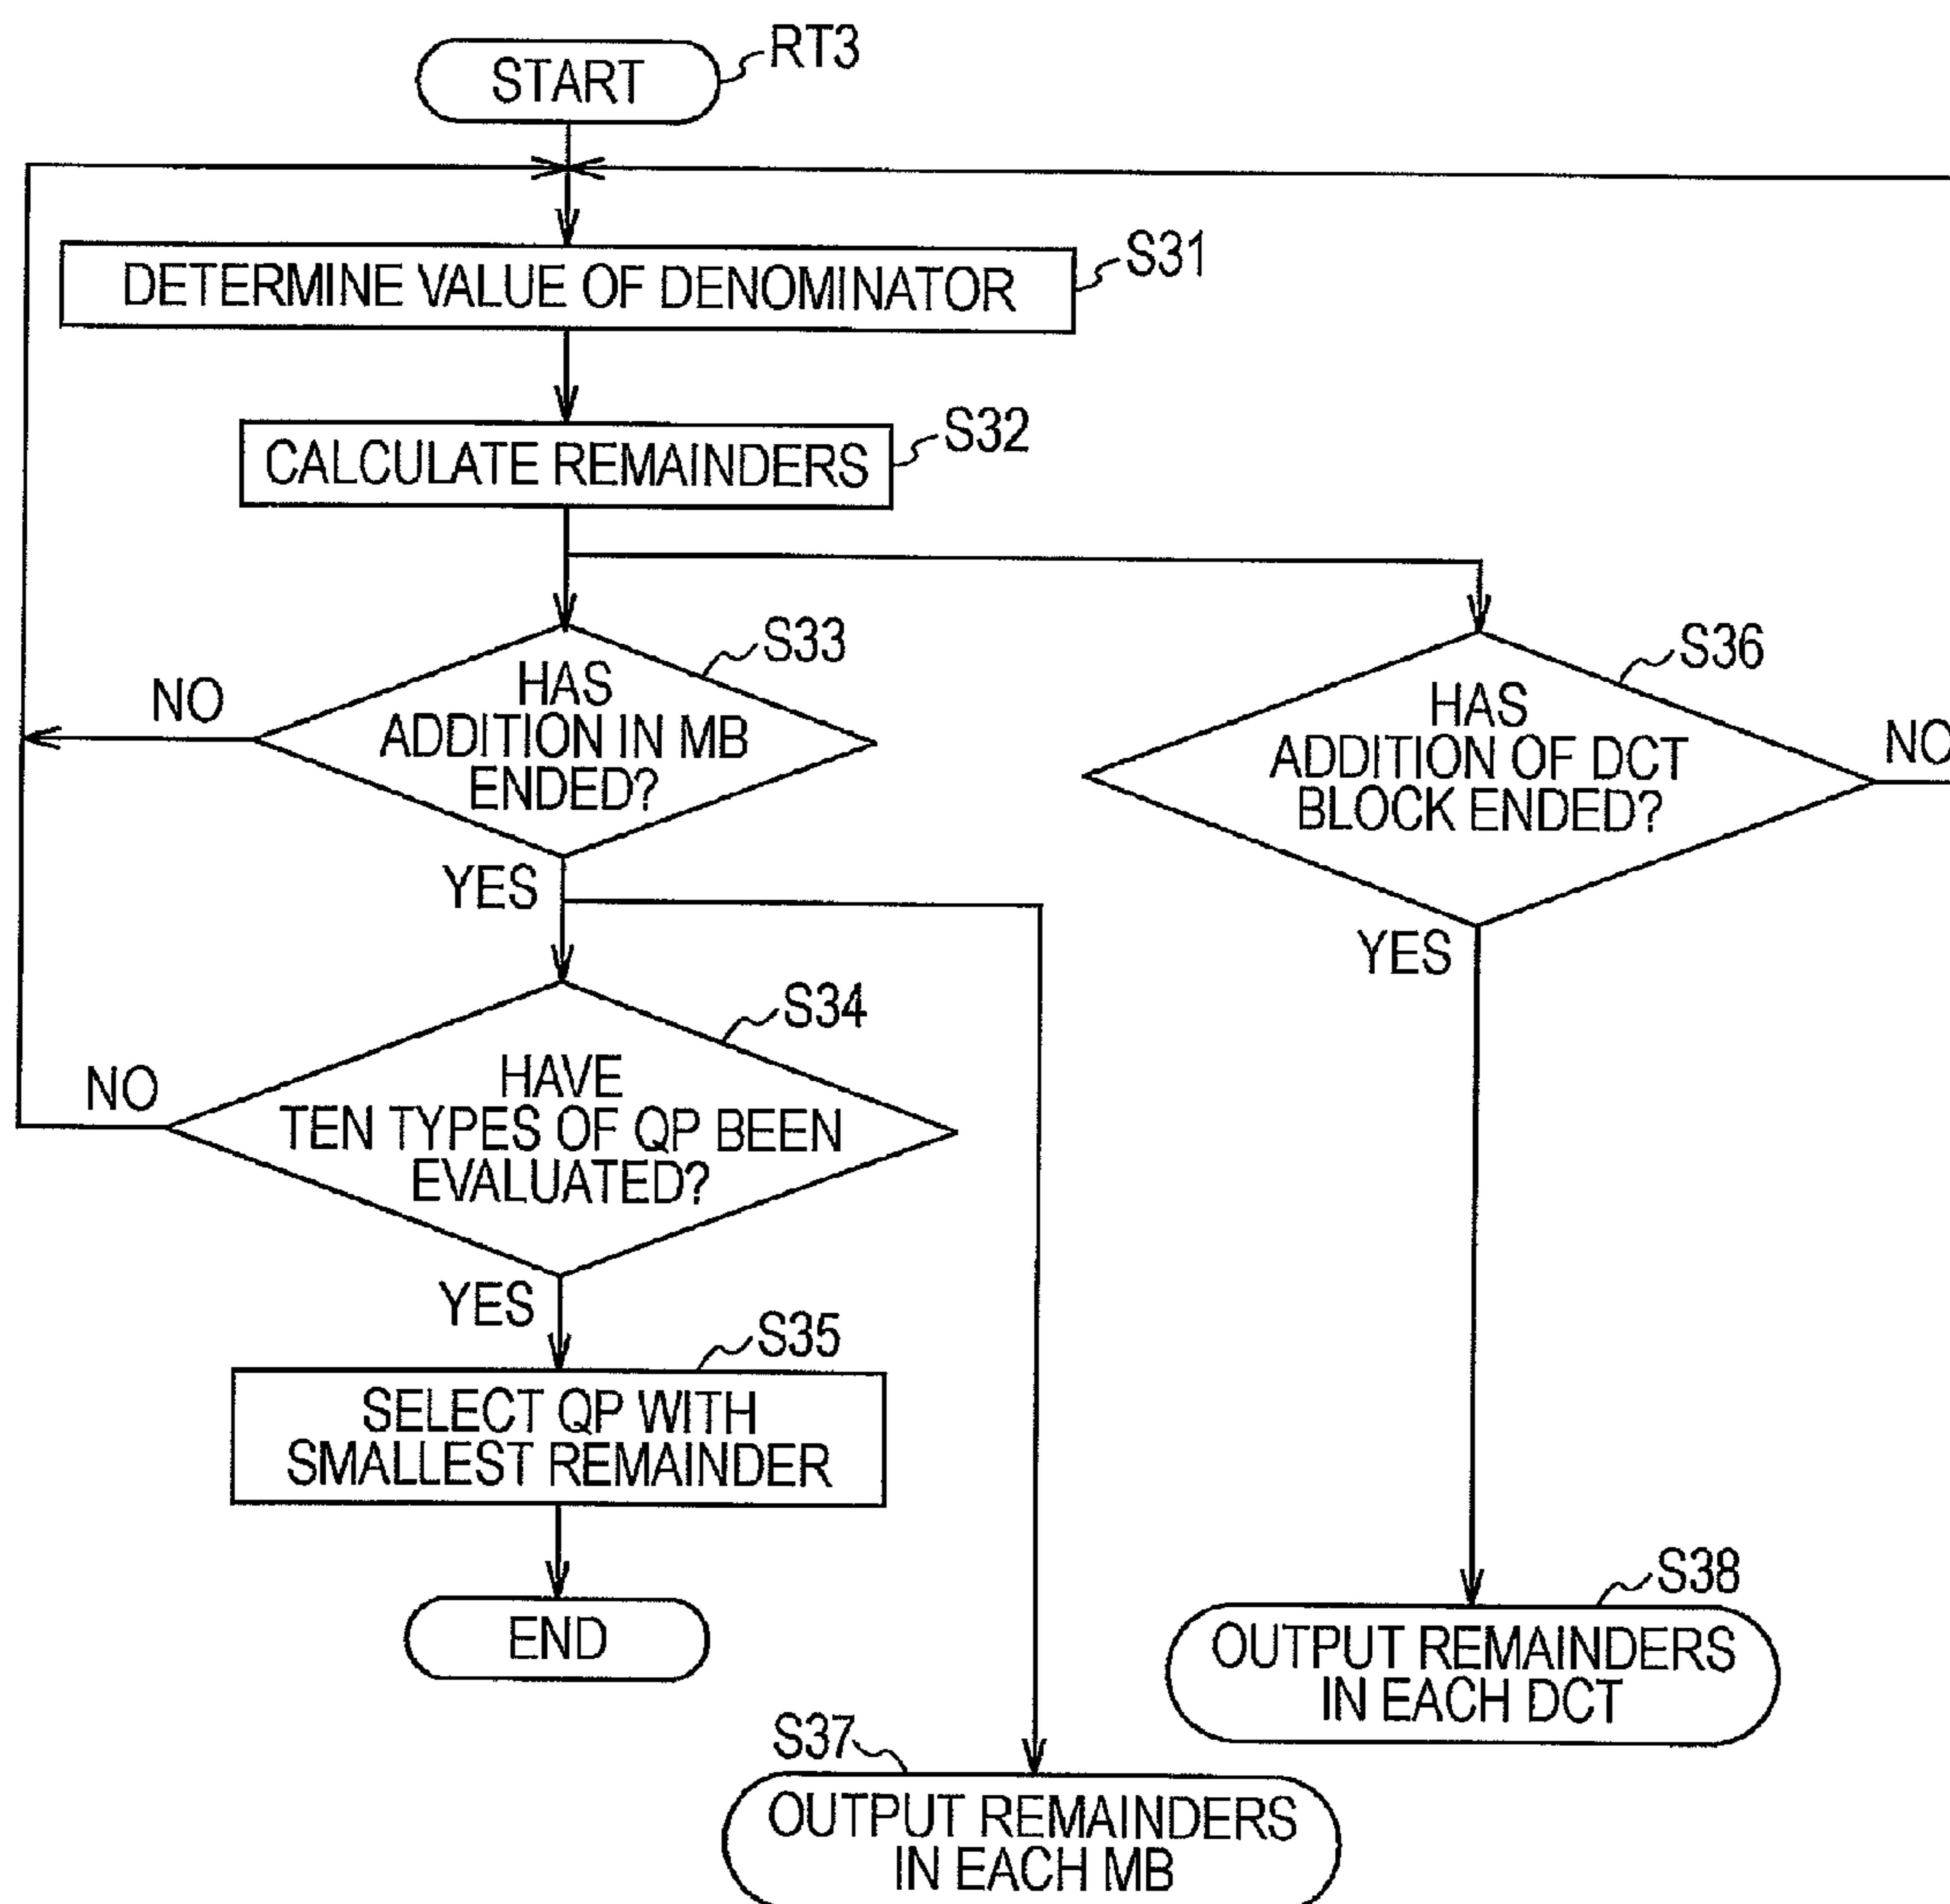 START
RT3
DETERMINE VALUE OF DENOMINATOR
S31
CALCULATE REMAINDERS
S32
S33
HAS
ADDITION IN MB
ENDED?
NO
YES
S36
HAS
ADDITION OF DCT
BLOCK ENDED?
NO
YES
S34
HAVE
TEN TYPES OF QP BEEN
EVALUATED?
NO
YES
S35
SELECT QP WITH
SMALLEST REMAINDER
END
S38
OUTPUT REMAINDERS
IN EACH DCT
S37
OUTPUT REMAINDERS
IN EACH MB